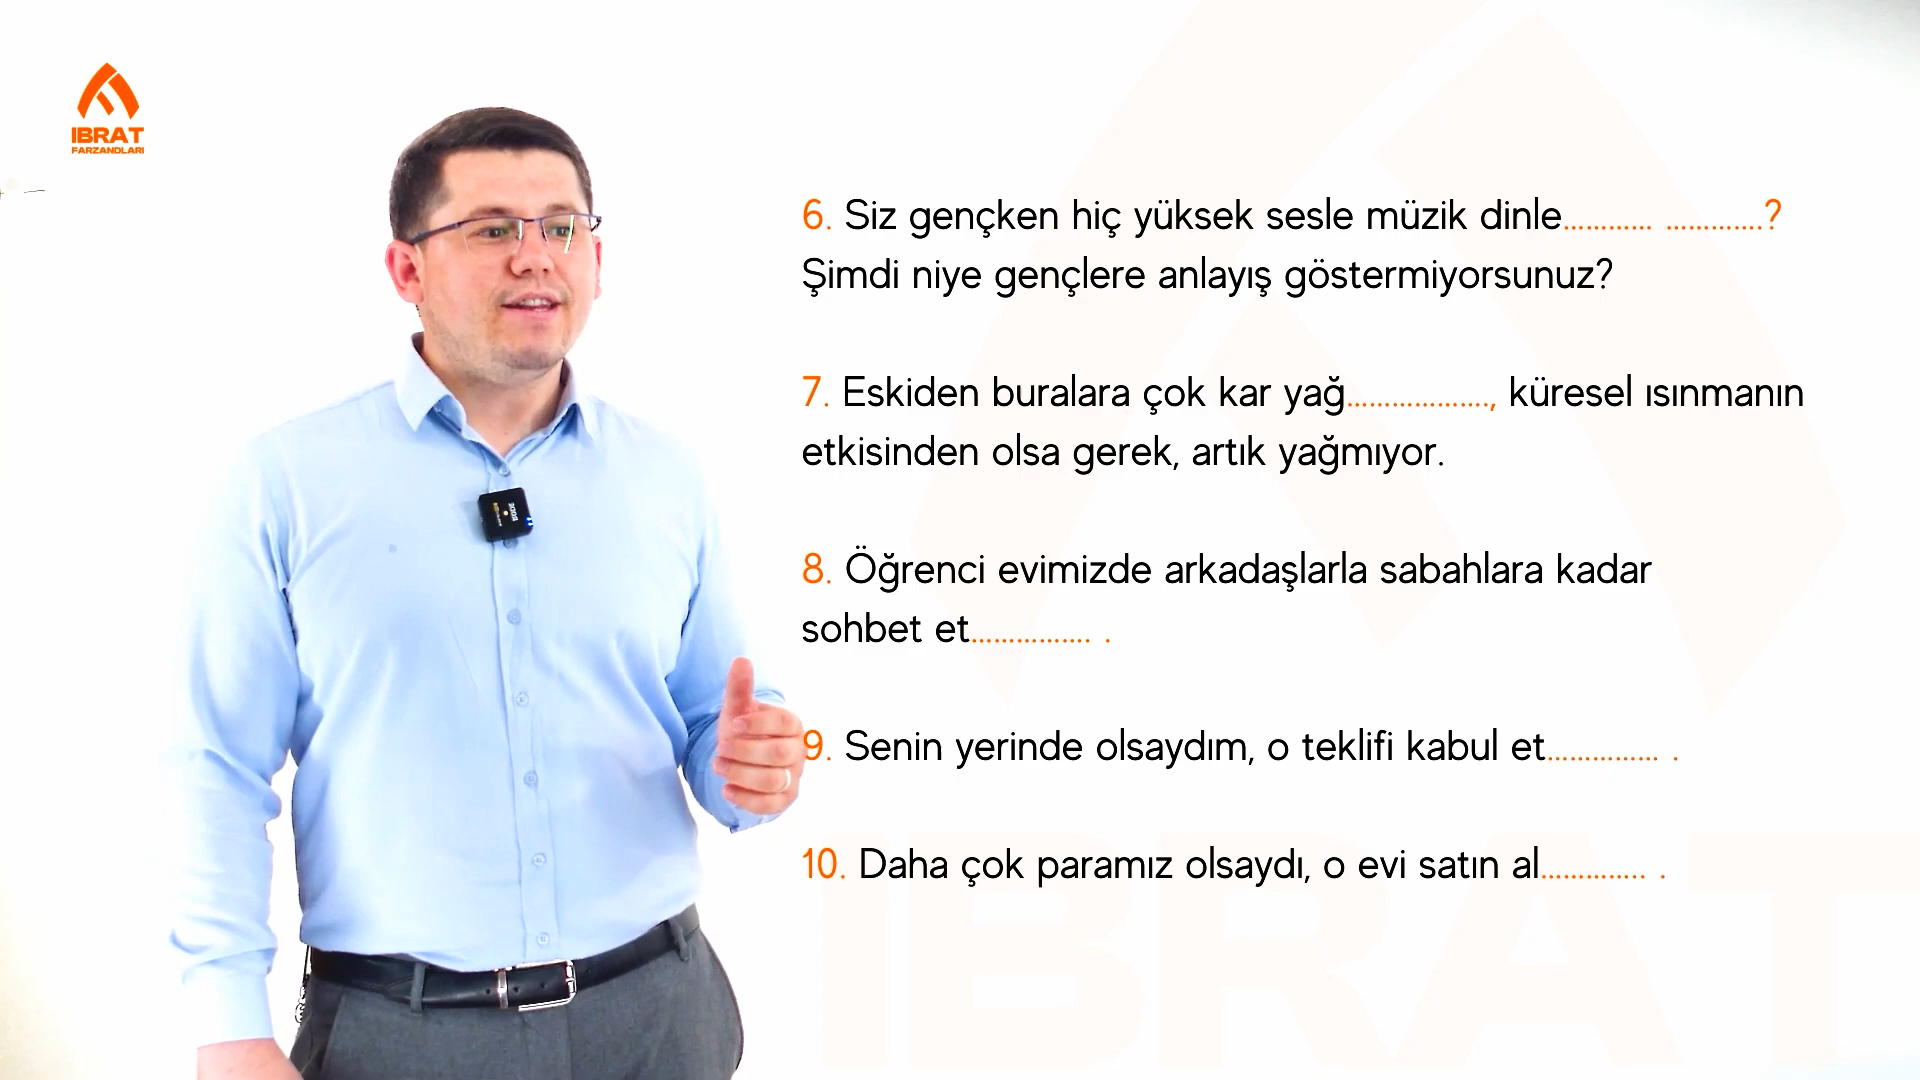 IBRAT
FARZANDLARI
6. Siz gençken hiç yüksek sesle müzik dinle............ .............?
Şimdi niye gençlere anlayış göstermiyorsunuz?
7. Eskiden buralara çok kar yağ..................., küresel ısınmanın
etkisinden olsa gerek, artık yağmıyor.
8. Öğrenci evimizde arkadaşlarla sabahlara kadar
sohbet et................ .
9. Senin yerinde olsaydım, o teklifi kabul et............... .
10. Daha çok paramız olsaydı, o evi satın al.............. .
IBRAT